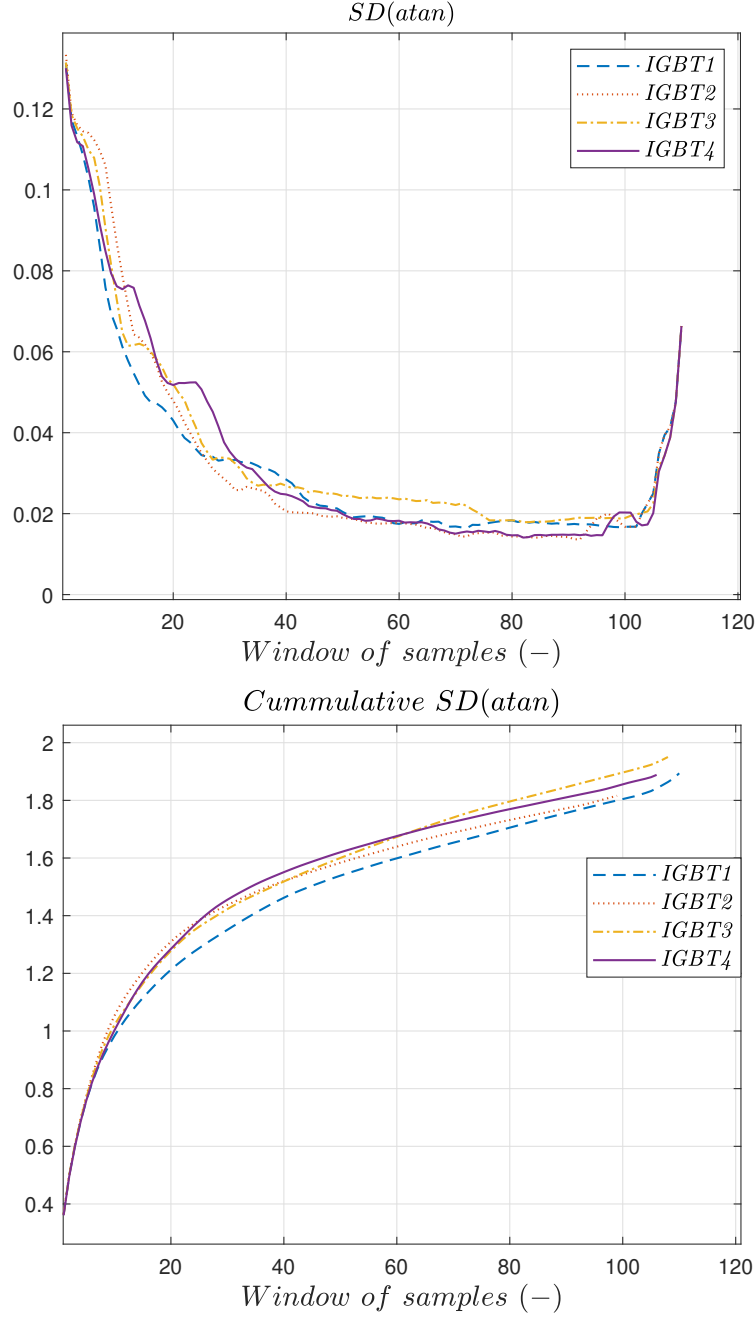 SD(atan)
IGBT1
IGBT2
IGBT3
IGBT4
0.12
0.1
0.08
0.06
0.04
0.02
0
20 40 60 80 100 120
Window of samples (−)
Cummulative SD(atan)
2
1.8
1.6
IGBT1
IGBT2
IGBT3
IGBT4
1.4
1.2
1
0.8
0.6
0.4
20 40 60 80 100 120
Window of samples (−)